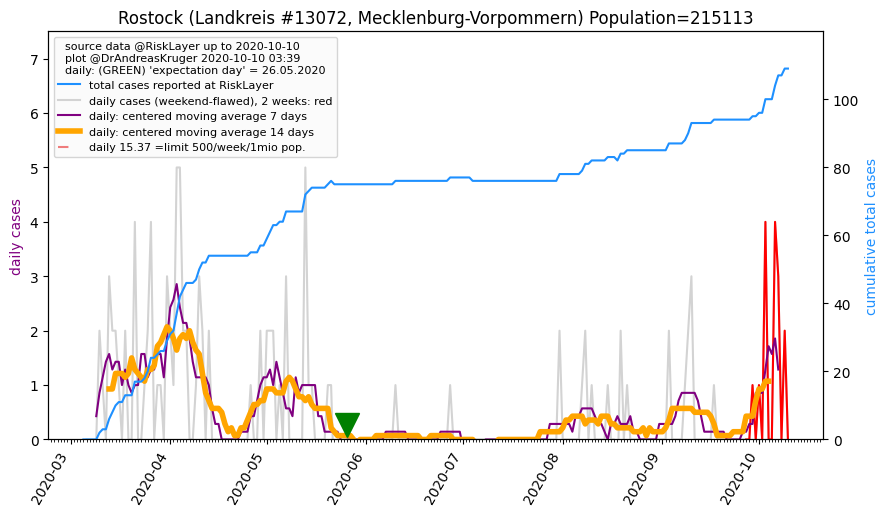 Rostock (Landkreis #13072, Mecklenburg-Vorpommern) Population=215113
source data @RiskLayer up to 2020-10-10
plot @DrAndreasKruger 2020-10-10 03:39
daily: (GREEN) 'expectation day' = 26.05.2020
total cases reported at RiskLayer
daily cases (weekend-flawed), 2 weeks: red
daily: centered moving average 7 days
daily: centered moving average 14 days
daily 15.37 =limit 500/week/1mio pop.
daily cases
7
6
5
4
3
2
1
0
100
80
60
40
20
0
cumulative total cases
2020-03
2020-04
2020-05
2020-06
2020-07
2020-08
2020-09
2020-10